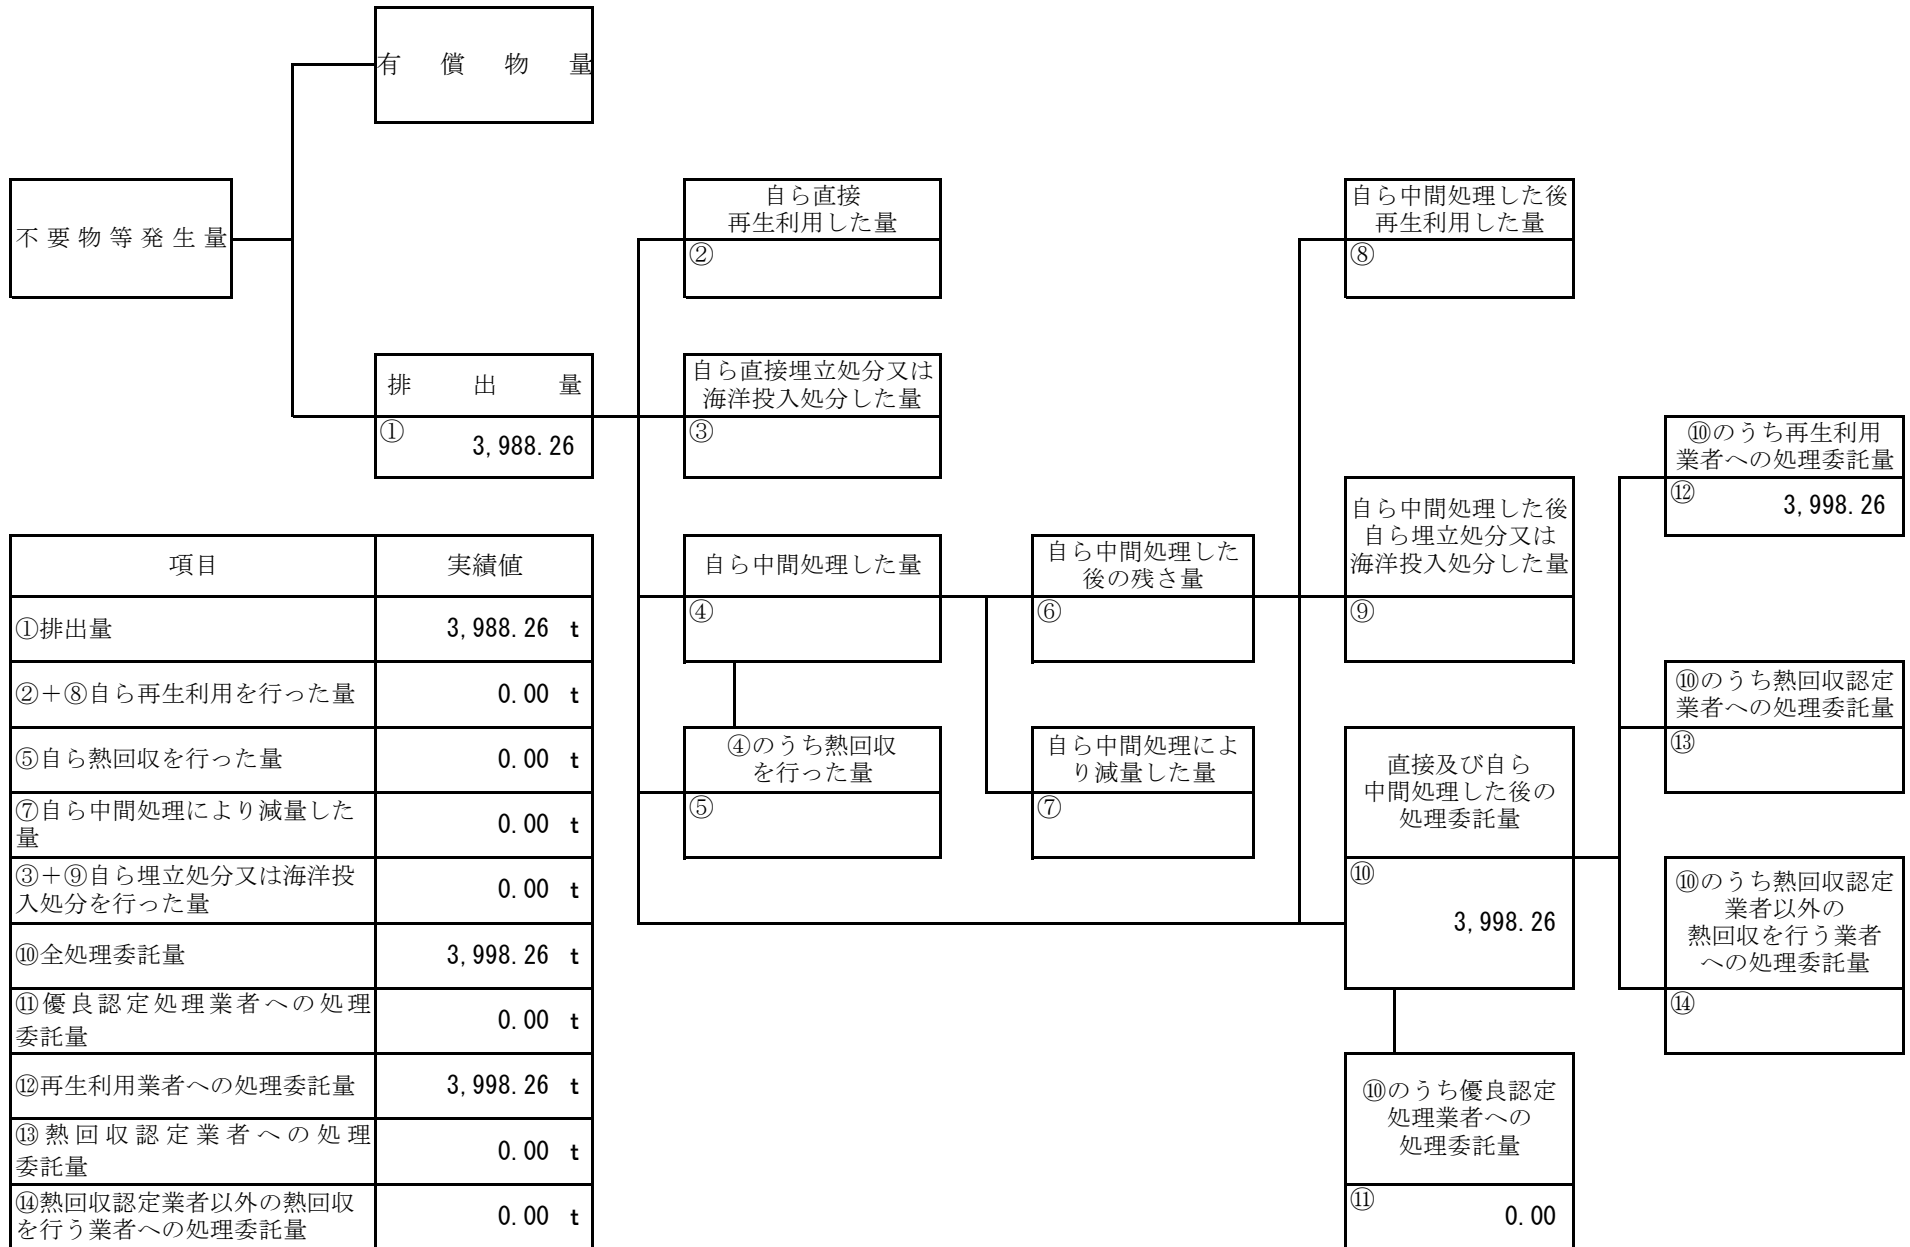 有償物量
不要物等発生量
自ら直接
再生利用した量
②
自ら中間処理した後
再生利用した量
⑧
排出量
①
3,988.26
自ら直接埋立処分又は
海洋投入処分した量
③
⑩のうち再生利用
業者への処理委託量
⑫
3,998.26
自ら中間処理した量
④
自ら中間処理した
後の残さ量
⑥
自ら中間処理した後
自ら埋立処分又は
海洋投入処分した量
⑨
④のうち熱回収
を行った量
⑤
自ら中間処理によ
り減量した量
⑦
直接及び自ら
中間処理した後の
処理委託量
⑩
3,998.26
⑩のうち熱回収認定
業者への処理委託量
⑬
⑩のうち熱回収認定
業者以外の
熱回収を行う業者
への処理委託量
⑭
⑩のうち優良認定
処理業者への
処理委託量
⑪
0.00
項目 実績値
①排出量 3,988.26 t
②+⑧自ら再生利用を行った量 0.00 t
⑤自ら熱回収を行った量 0.00 t
⑦自ら中間処理により減量した
量 0.00 t
③+⑨自ら埋立処分又は海洋投
入処分を行った量 0.00 t
⑩全処理委託量 3,998.26 t
⑪優良認定処理業者への処理
委託量 0.00 t
⑫再生利用業者への処理委託量 3,998.26 t
⑬熱回収認定業者への処理
委託量 0.00 t
⑭熱回収認定業者以外の熱回収
を行う業者への処理委託量 0.00 t